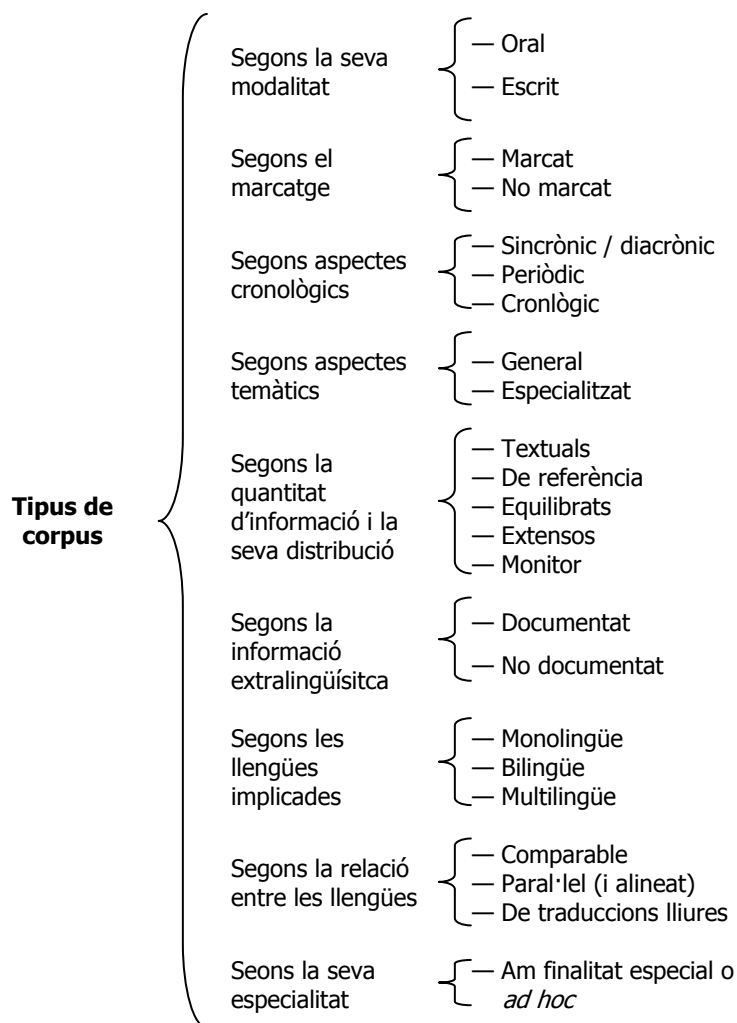 Tipus de
corpus
Segons la seva
modalitat
— Oral
— Escrit
Segons el
marcatge
— Marcat
— No marcat
Segons aspectes
cronològics
— Sincrònic / diacrònic
— Periòdic
— Cronlògic
Segons aspectes
temàtics
— General
— Especialitzat
Segons la
quantitat
d’informació i la
seva distribució
— Textuals
— De referència
— Equilibrats
— Extensos
— Monitor
Segons la
informació
extralingüísitca
— Documentat
— No documentat
Segons les
llengües
implicades
— Monolingüe
— Bilingüe
— Multilingüe
Segons la relació
entre les llengües
— Comparable
— Paral·lel (i alineat)
— De traduccions lliures
Seons la seva
especialitat
— Am finalitat especial o
ad hoc